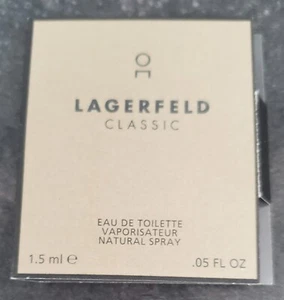 LAGERFELD
CLASSIC
EAU DE TOILETTE
VAPORISATEUR
NATURAL SPRAY
1.5 ml ℮ .05 FL OZ